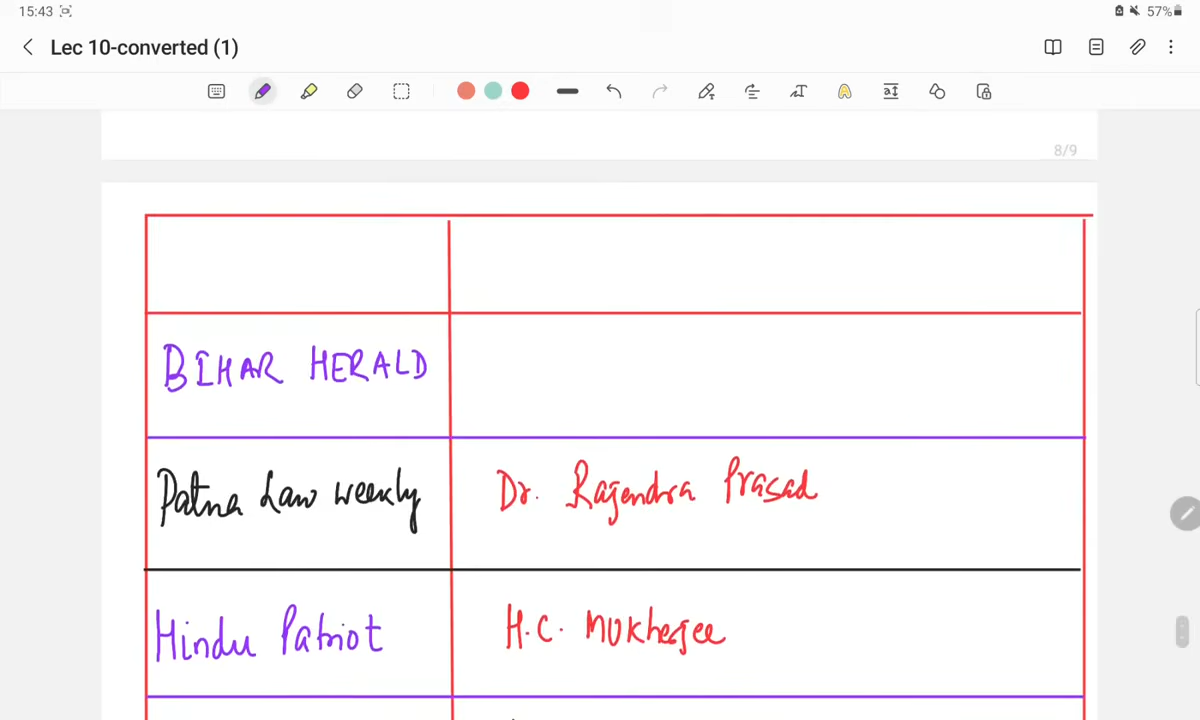 15:43
57%
Lec 10-converted (1)
8/9
BIHAR HERALD
Patna Law weekly
Dr. Rajendra Prasad
Hindu Patriot
H.C. Mukherjee